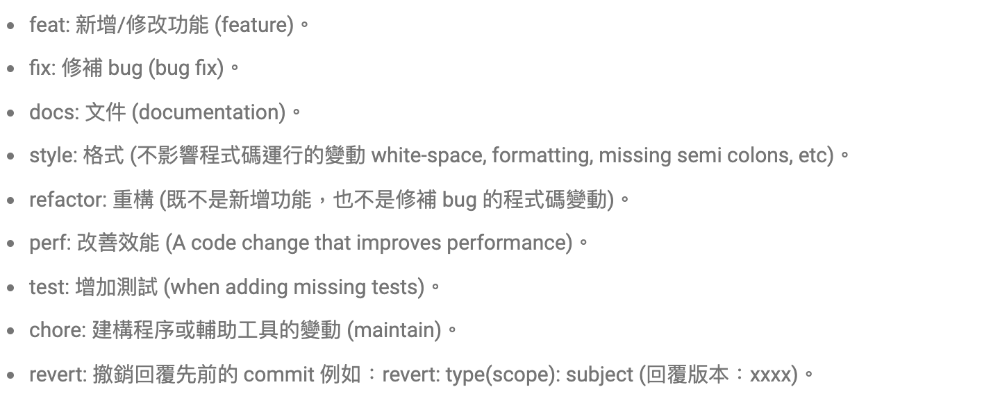 • feat: 新增/修改功能 (feature)。
• fix: 修補 bug (bug fix)。
• docs: 文件 (documentation)。
• style: 格式 (不影響程式碼運行的變動 white-space, formatting, missing semi colons, etc)。
• refactor: 重構 (既不是新增功能，也不是修補 bug 的程式碼變動)。
• perf: 改善效能 (A code change that improves performance)。
• test: 增加測試 (when adding missing tests)。
• chore: 建構程序或輔助工具的變動 (maintain)。
• revert: 撤銷回覆先前的 commit 例如：revert: type(scope): subject (回覆版本：xxxx)。